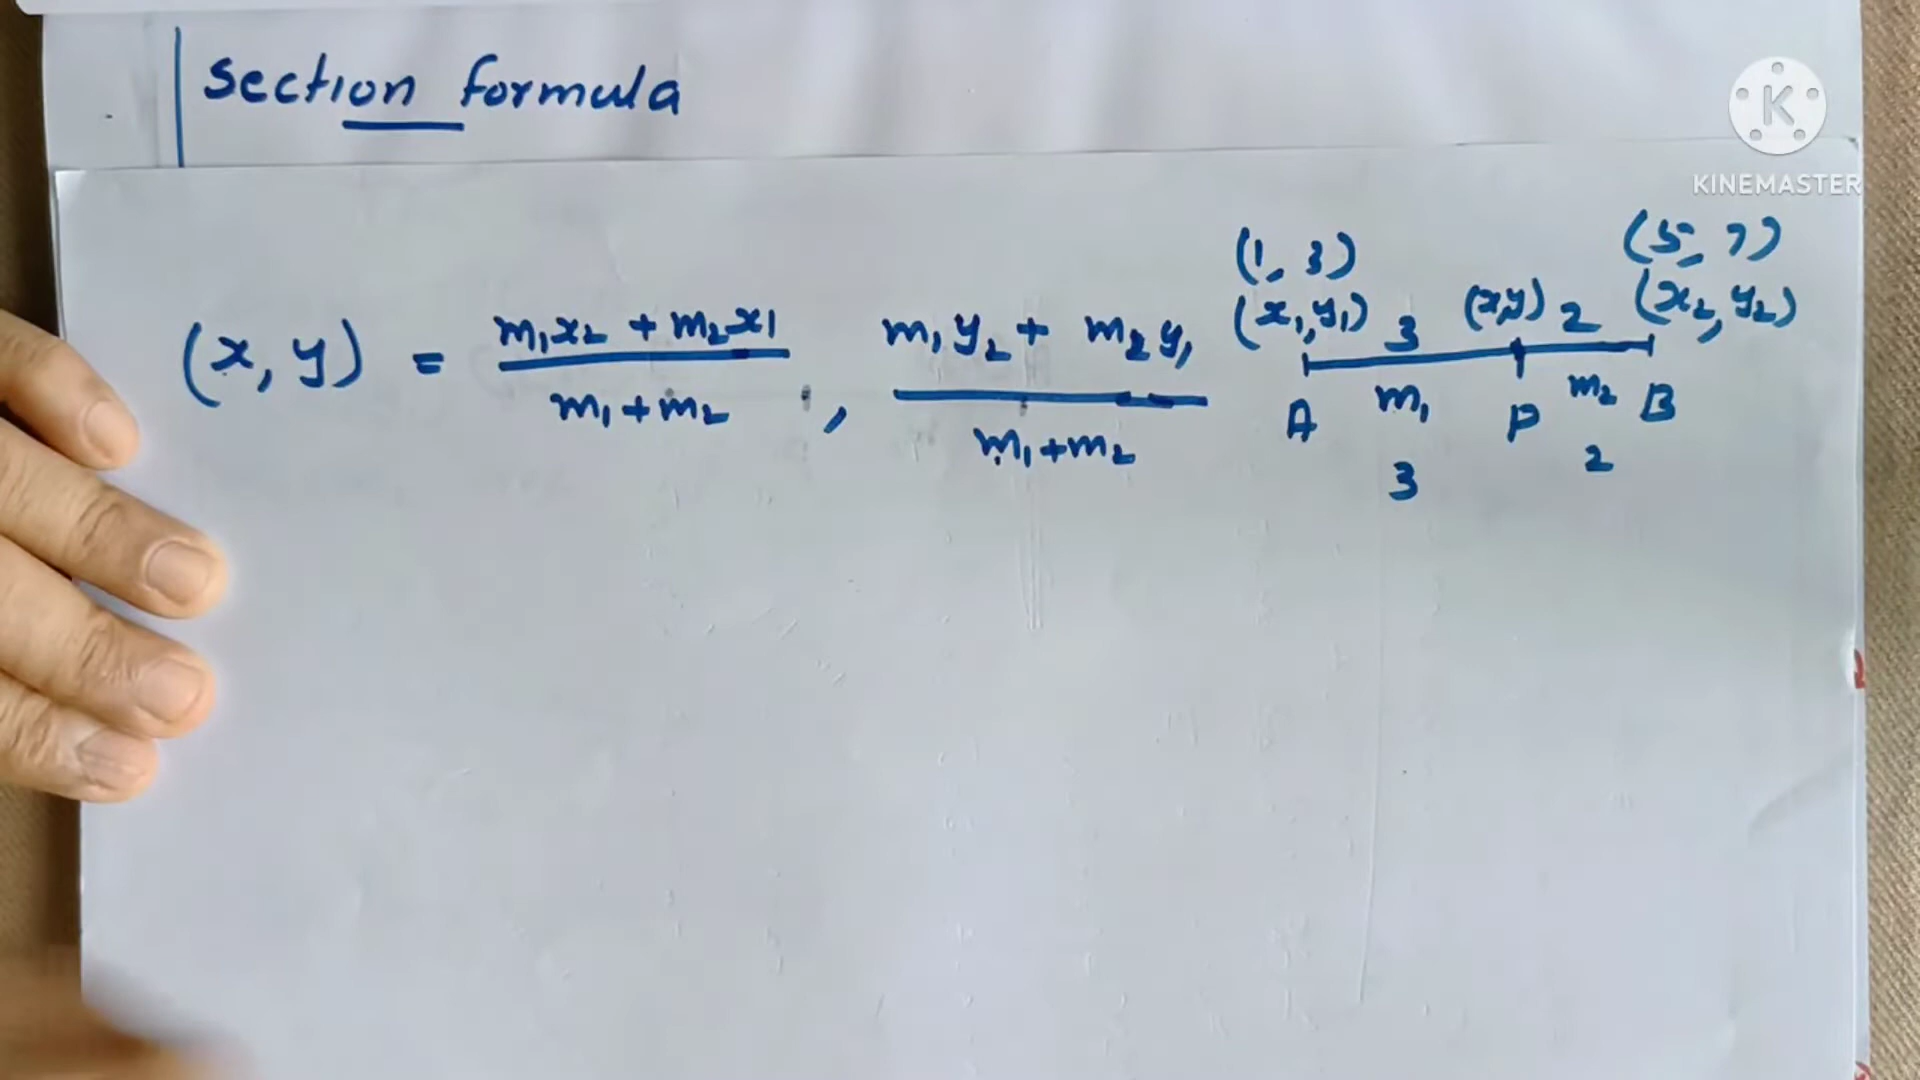 section formula
K
KINEMASTER
(1, 3) (5, 7)
(x, y) = m₁x₂ + m₂x₁ / m₁+m₂ , m₁y₂ + m₂y₁ / m₁+m₂
(x₁,y₁) 3 (x,y) 2 (x₂, y₂)
A m₁ P m₂ B
3 2